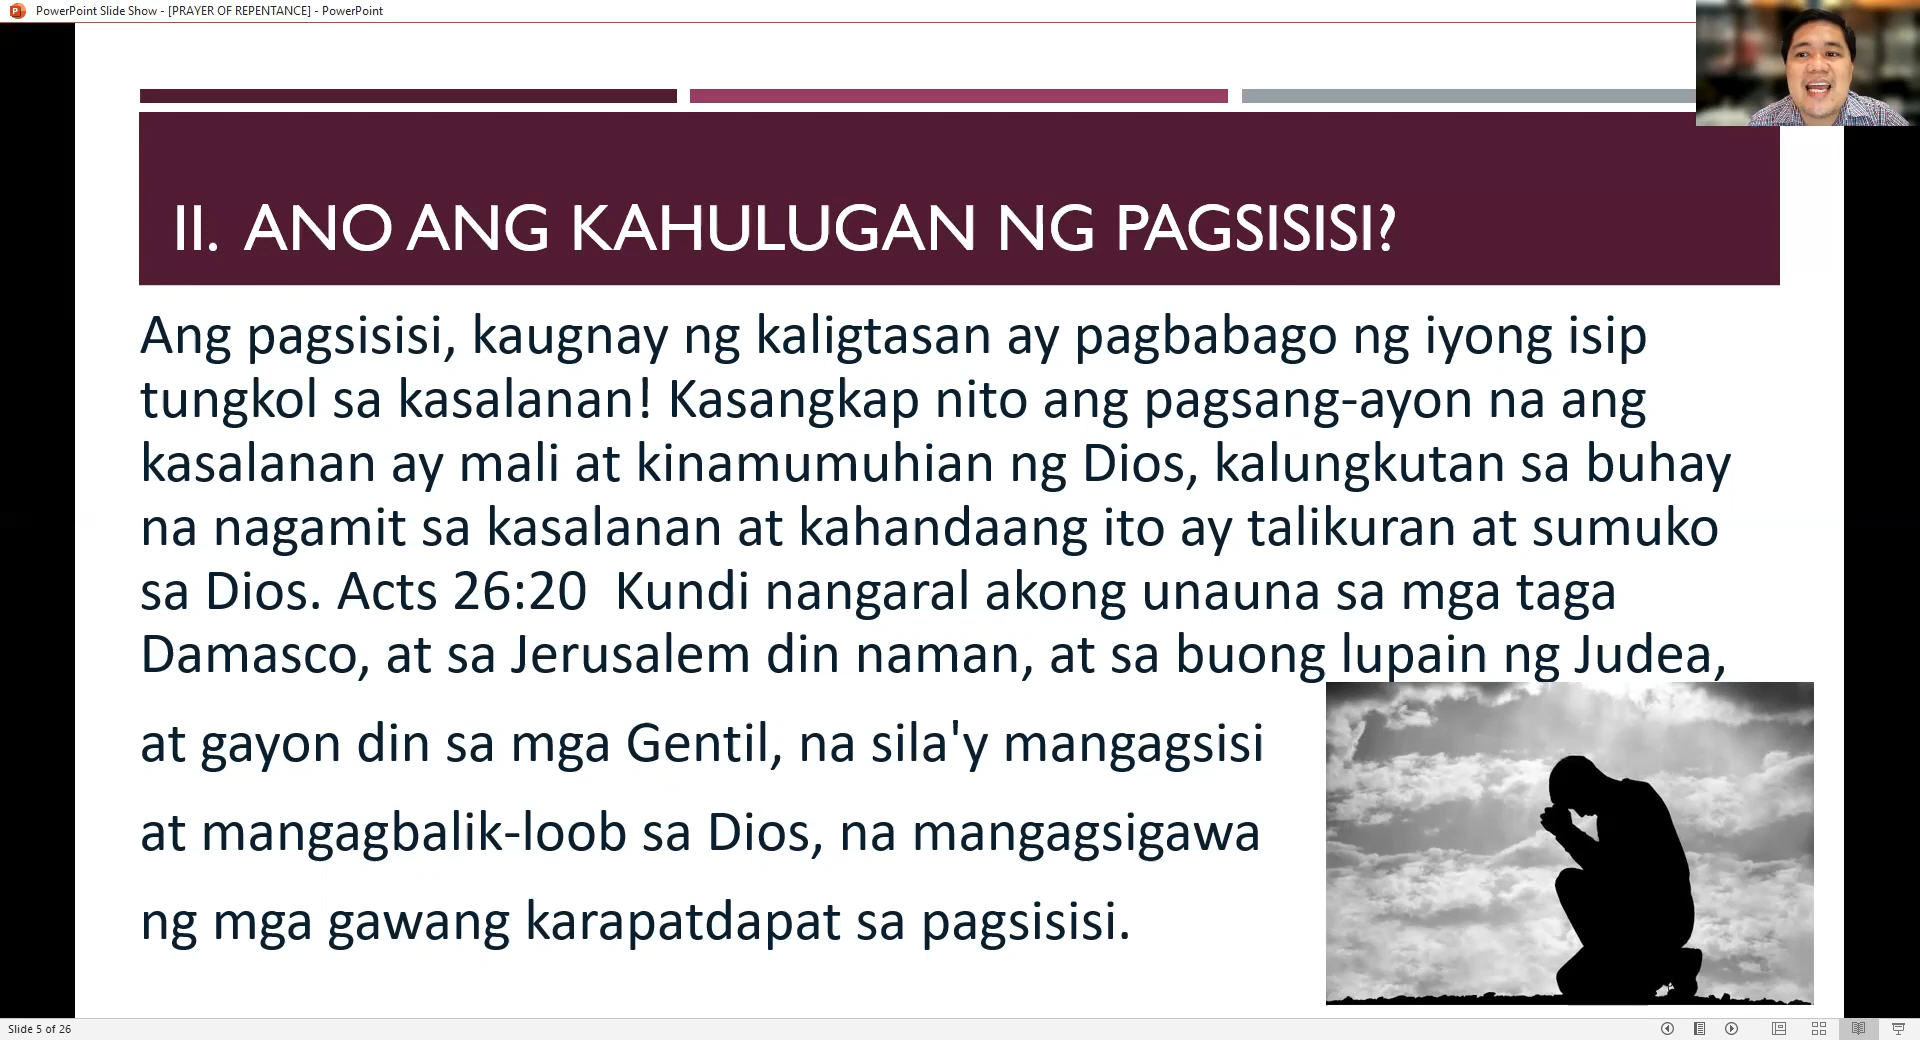 PowerPoint Slide Show - [PRAYER OF REPENTANCE] - PowerPoint
II. ANO ANG KAHULUGAN NG PAGSISISI?
Ang pagsisisi, kaugnay ng kaligtasan ay pagbabago ng iyong isip
tungkol sa kasalanan! Kasangkap nito ang pagsang-ayon na ang
kasalanan ay mali at kinamumuhian ng Dios, kalungkutan sa buhay
na nagamit sa kasalanan at kahandaang ito ay talikuran at sumuko
sa Dios. Acts 26:20  Kundi nangaral akong unauna sa mga taga
Damasco, at sa Jerusalem din naman, at sa buong lupain ng Judea,
at gayon din sa mga Gentil, na sila'y mangagsisi
at mangagbalik-loob sa Dios, na mangagsigawa
ng mga gawang karapatdapat sa pagsisisi.
Slide 5 of 26